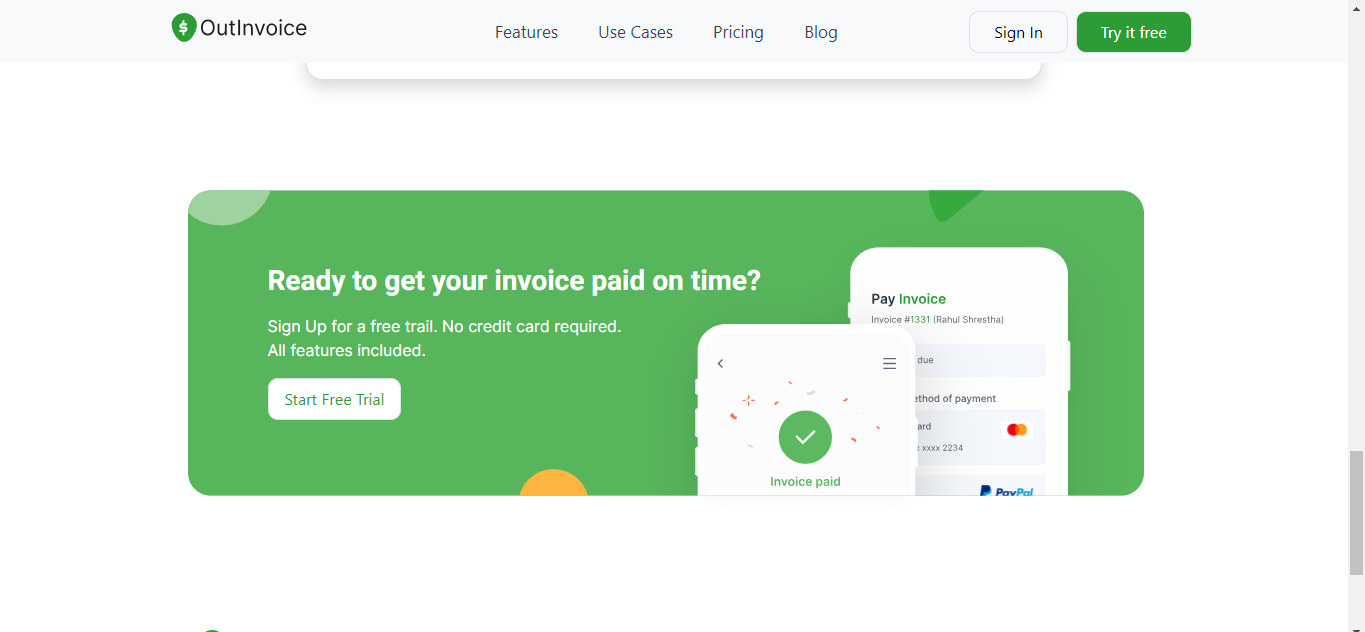 OutInvoice
Features
Use Cases
Pricing
Blog
Sign In
Try it free
Ready to get your invoice paid on time?
Sign Up for a free trail. No credit card required.
All features included.
Start Free Trial
Pay Invoice
Invoice #1331 (Rahul Shrestha)
due
ethod of payment
ard
xxxx 2234
PayPal
Invoice paid